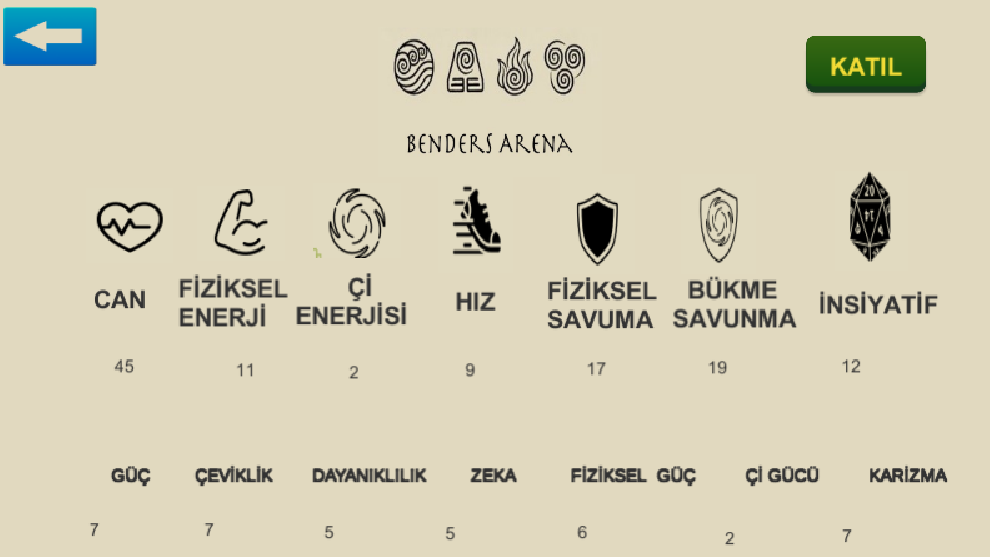 KATIL
BENDERS ARENA
20
CAN
FİZİKSEL
ENERJİ
Çİ
ENERJİSİ
HIZ
FİZİKSEL
SAVUMA
BÜKME
SAVUNMA
İNSİYATİF
45 11 2 9 17 19 12
GÜÇ ÇEVİKLİK DAYANIKLILIK ZEKA FİZİKSEL GÜÇ Çİ GÜCÜ KARİZMA
7 7 5 5 6 2 7